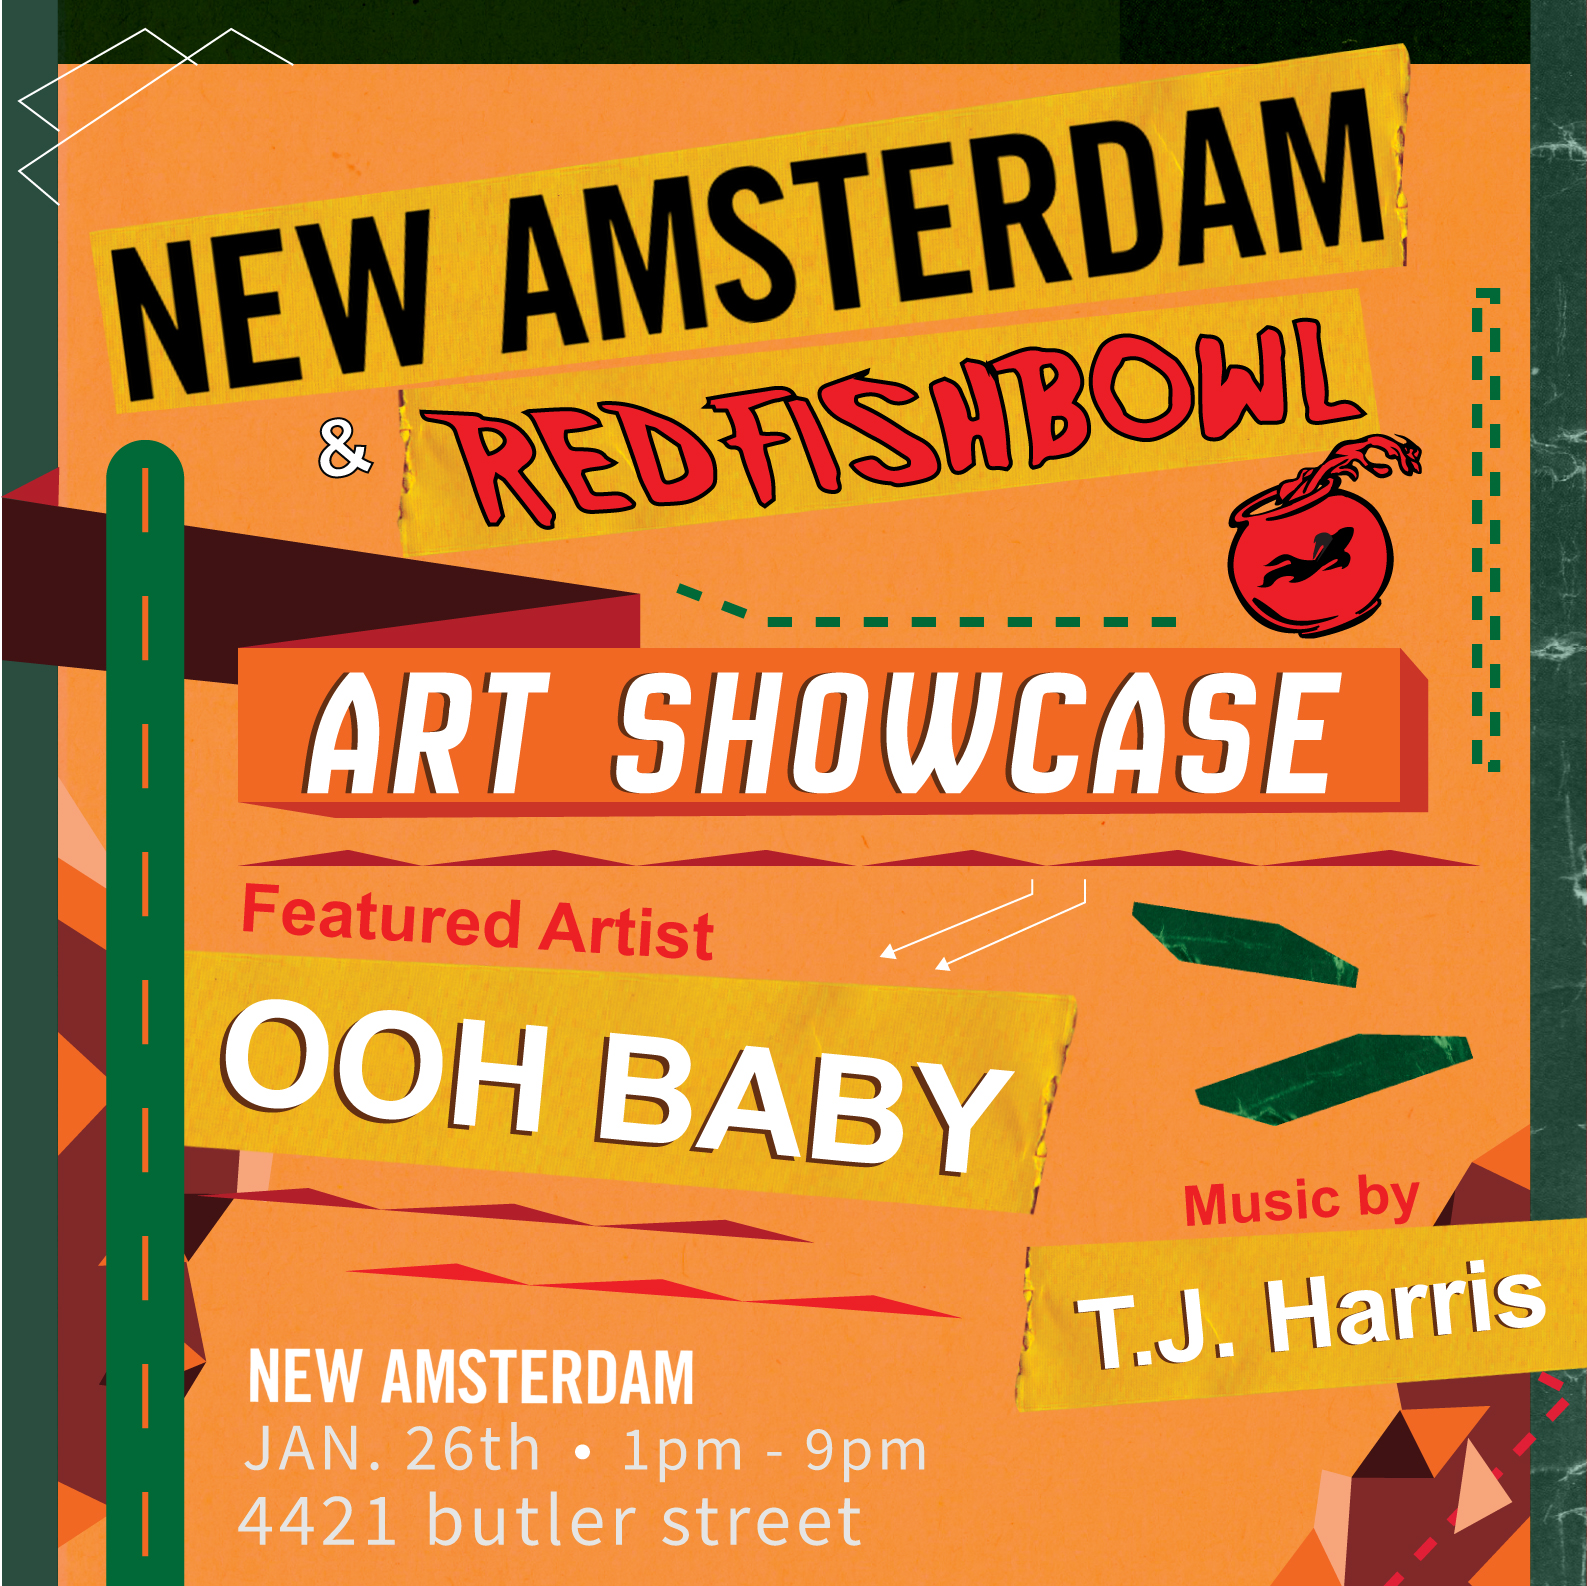 NEW AMSTERDAM
& REDFISHBOWL
ART SHOWCASE
Featured Artist
OOH BABY
Music by
T.J. Harris
NEW AMSTERDAM
JAN. 26th • 1pm - 9pm
4421 butler street